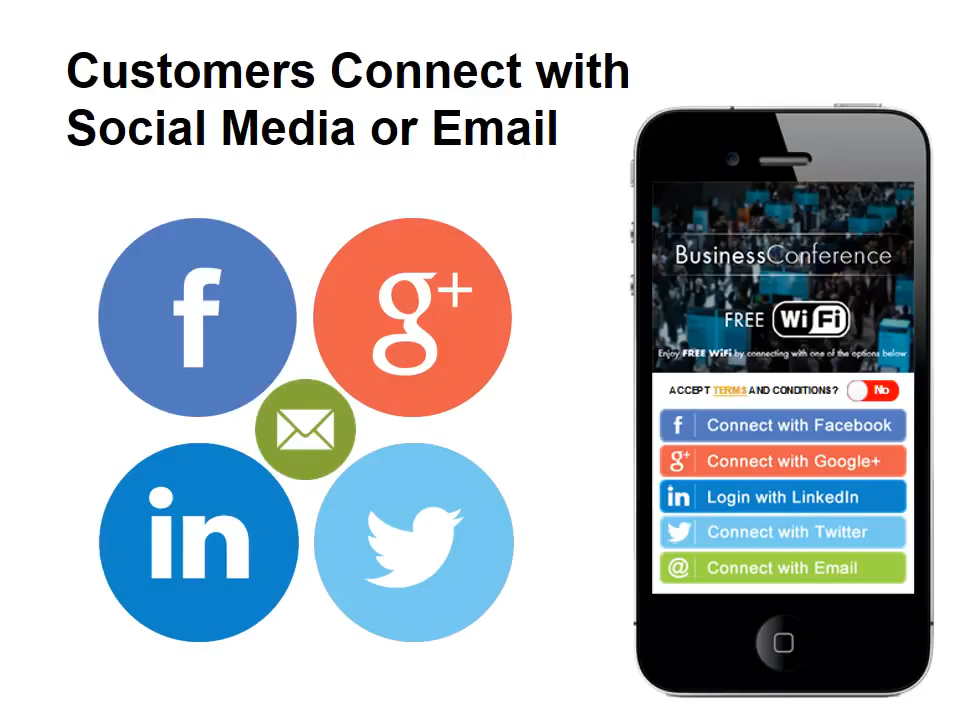 Customers Connect with
Social Media or Email
f
g+
in
BusinessConference
FREE WiFi
Enjoy FREE WiFi by connecting with one of the options below
ACCEPT TERMS AND CONDITIONS? No
f Connect with Facebook
g+ Connect with Google+
in Login with LinkedIn
Connect with Twitter
@ Connect with Email